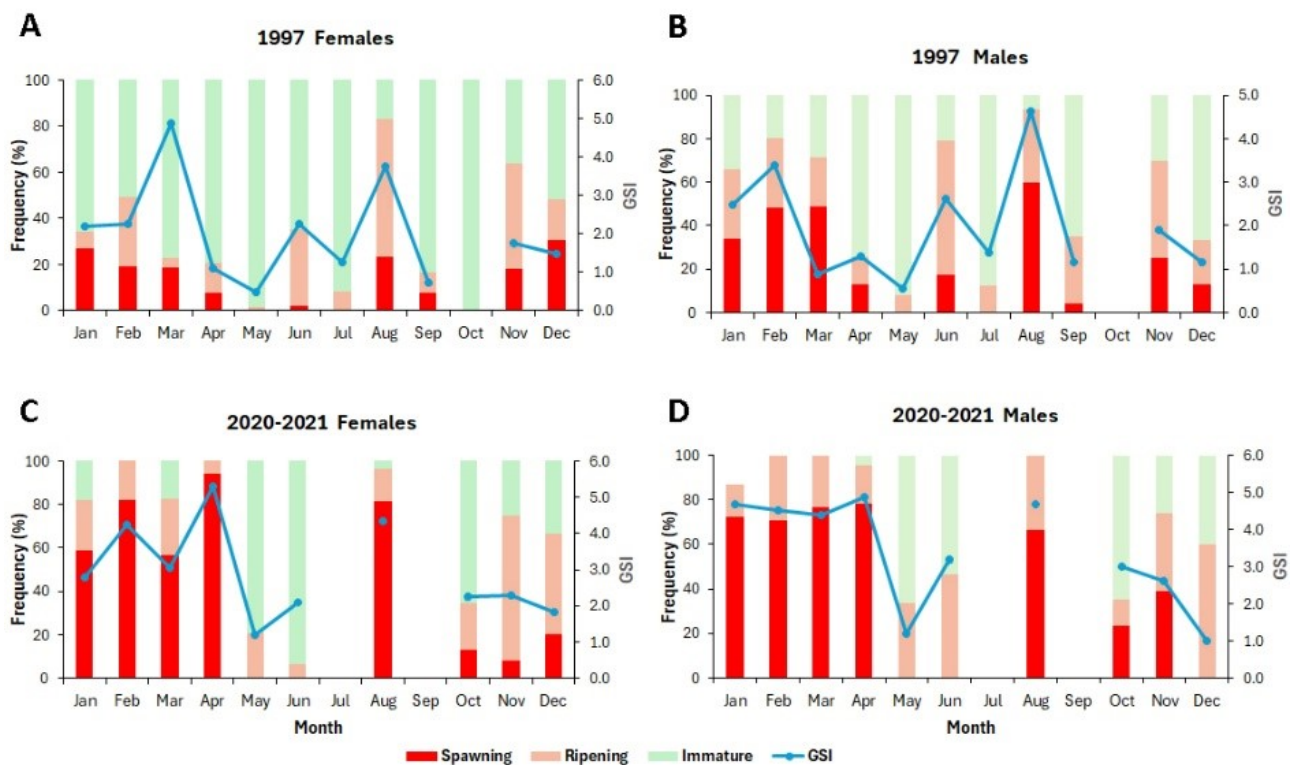 A
1997 Females
Frequency (%)
100
80
60
40
20
0
6.0
5.0
4.0
3.0
2.0
1.0
0.0
GSI
Jan Feb Mar Apr May Jun Jul Aug Sep Oct Nov Dec
B
1997 Males
Frequency (%)
100
80
60
40
20
0
5.0
4.0
3.0
2.0
1.0
0.0
GSI
Jan Feb Mar Apr May Jun Jul Aug Sep Oct Nov Dec
C
2020-2021 Females
Frequency (%)
100
80
60
40
20
0
6.0
5.0
4.0
3.0
2.0
1.0
0.0
GSI
Jan Feb Mar Apr May Jun Jul Aug Sep Oct Nov Dec
Month
D
2020-2021 Males
Frequency (%)
100
80
60
40
20
0
6.0
5.0
4.0
3.0
2.0
1.0
0.0
GSI
Jan Feb Mar Apr May Jun Jul Aug Sep Oct Nov Dec
Month
Spawning Ripening Immature GSI